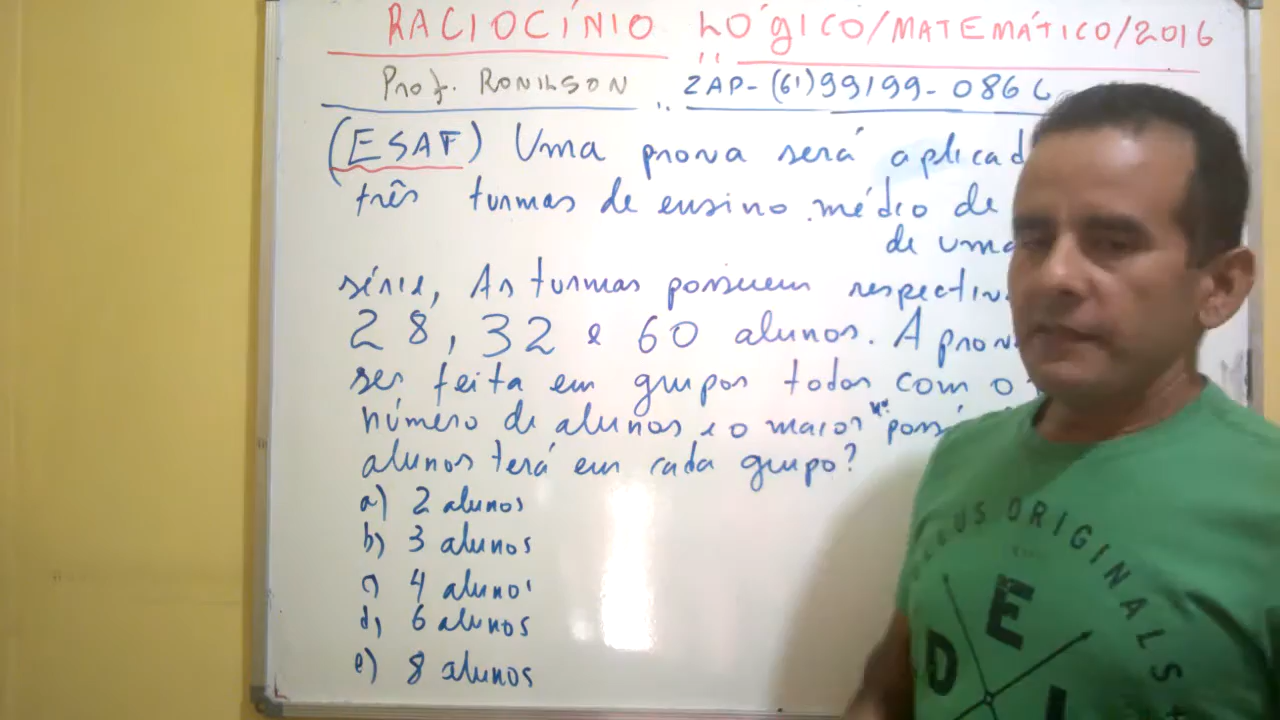 RACIOCÍNIO LÓGICO/MATEMÁTICO/2016
Prof. RONILSON ZAP-(61)99199-0866
(ESAF) Uma prova será aplicad
três turmas de ensino médio de
de uma
série, As turmas possuem respectiv
28, 32 e 60 alunos. A prov
ser feita em grupos todos com o
número de alunos e o maior nº poss
alunos terá em cada grupo?
a) 2 alunos
b) 3 alunos
c) 4 aluno
d) 6 alunos
e) 8 alunos
ORIGINALS
E
D